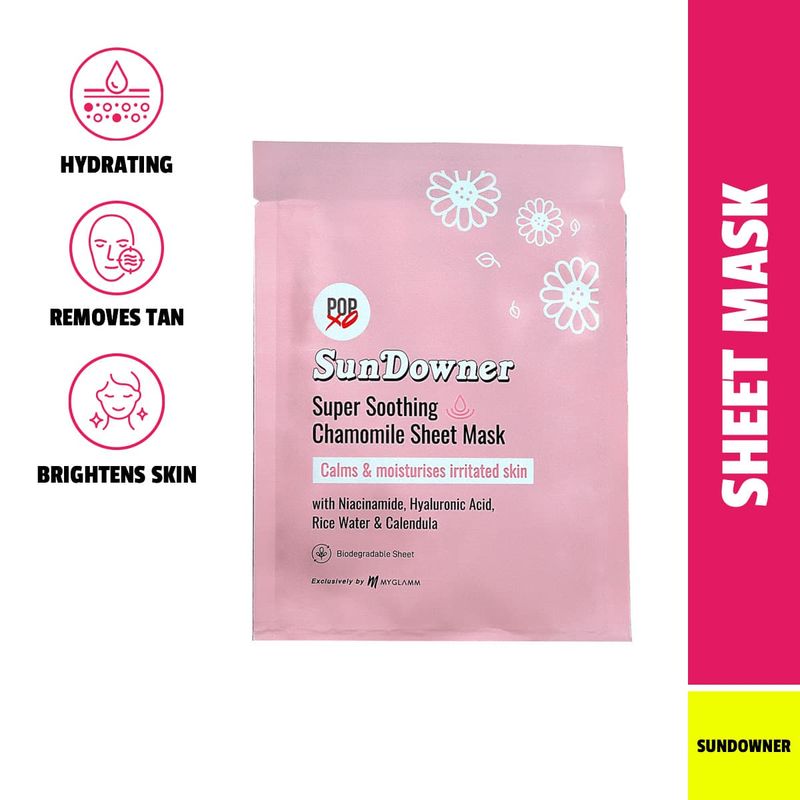 HYDRATING
REMOVES TAN
BRIGHTENS SKIN
POP
XO
SunDowner
Super Soothing
Chamomile Sheet Mask
Calms & moisturises irritated skin
with Niacinamide, Hyaluronic Acid,
Rice Water & Calendula
Biodegradable Sheet
Exclusively by M MYGLAMM
SHEET MASK
SUNDOWNER